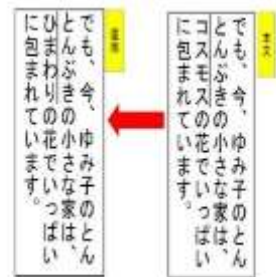 本文
でも、今、ゆみ子のとん
とんぶきの小さな家は、
コスモスの花でいっぱい
に包まれています。
でも、今、ゆみ子のとん
とんぶきの小さな家は、
ひまわりの花でいっぱい
に包まれています。